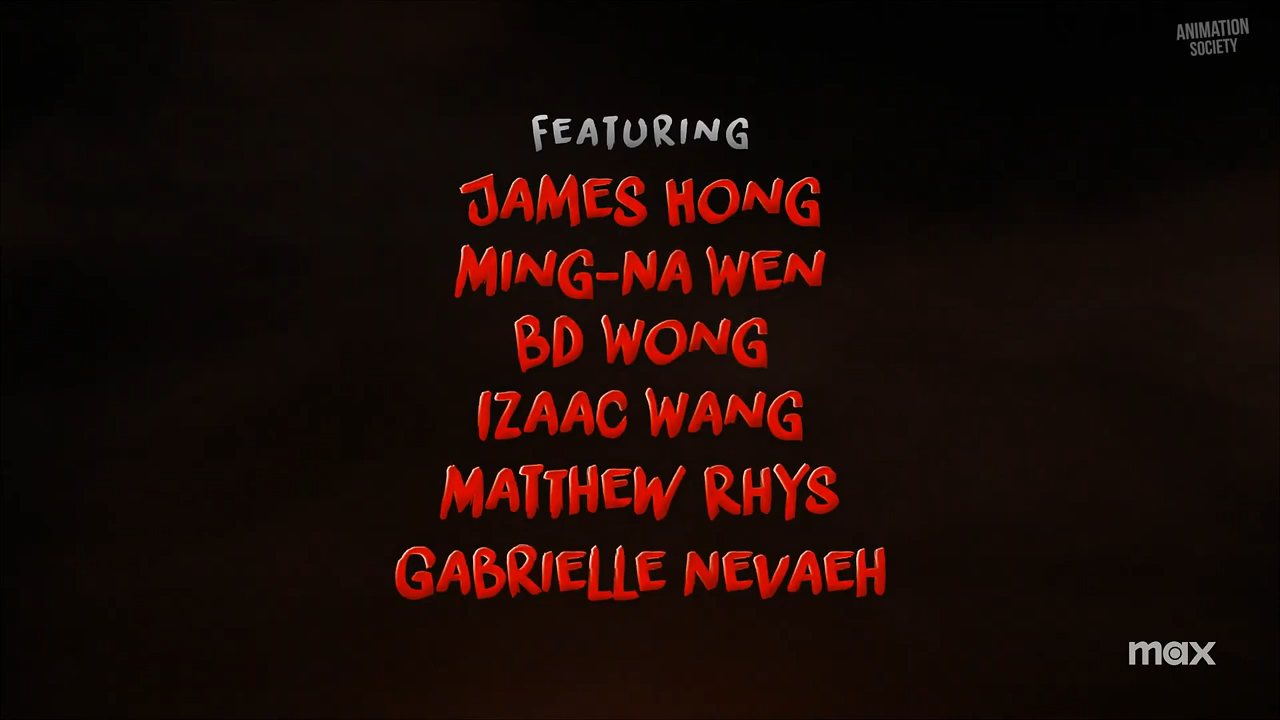 ANIMATION
SOCIETY
FEATURING
JAMES HONG
MING-NA WEN
BD WONG
IZAAC WANG
MATTHEW RHYS
GABRIELLE NEVAEH
max